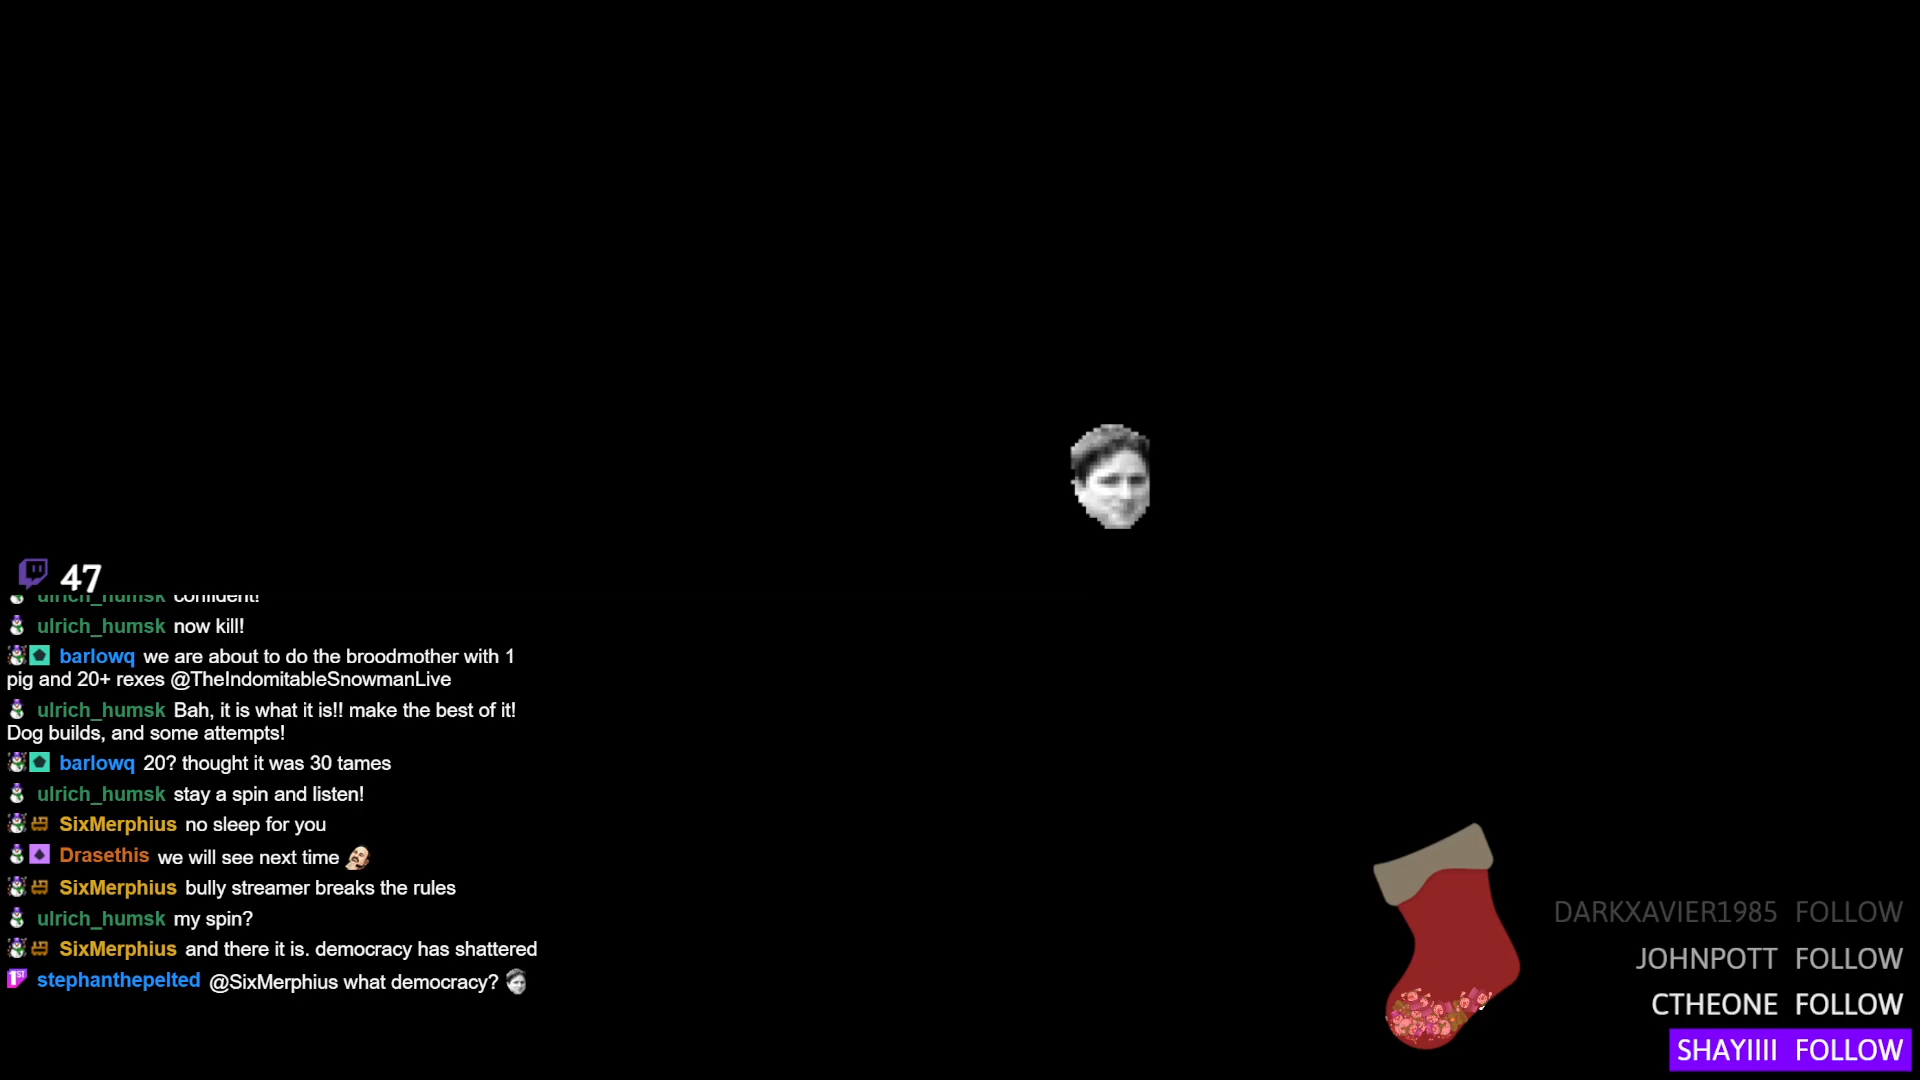 47
ulrich_humsk confident!
ulrich_humsk now kill!
barlowq we are about to do the broodmother with 1
pig and 20+ rexes @TheIndomitableSnowmanLive
ulrich_humsk Bah, it is what it is!! make the best of it!
Dog builds, and some attempts!
barlowq 20? thought it was 30 tames
ulrich_humsk stay a spin and listen!
SixMerphius no sleep for you
Drasethis we will see next time
SixMerphius bully streamer breaks the rules
ulrich_humsk my spin?
SixMerphius and there it is. democracy has shattered
1ST stephanthepelted @SixMerphius what democracy?
DARKXAVIER1985 FOLLOW
JOHNPOTT FOLLOW
CTHEONE FOLLOW
SHAYIIII FOLLOW